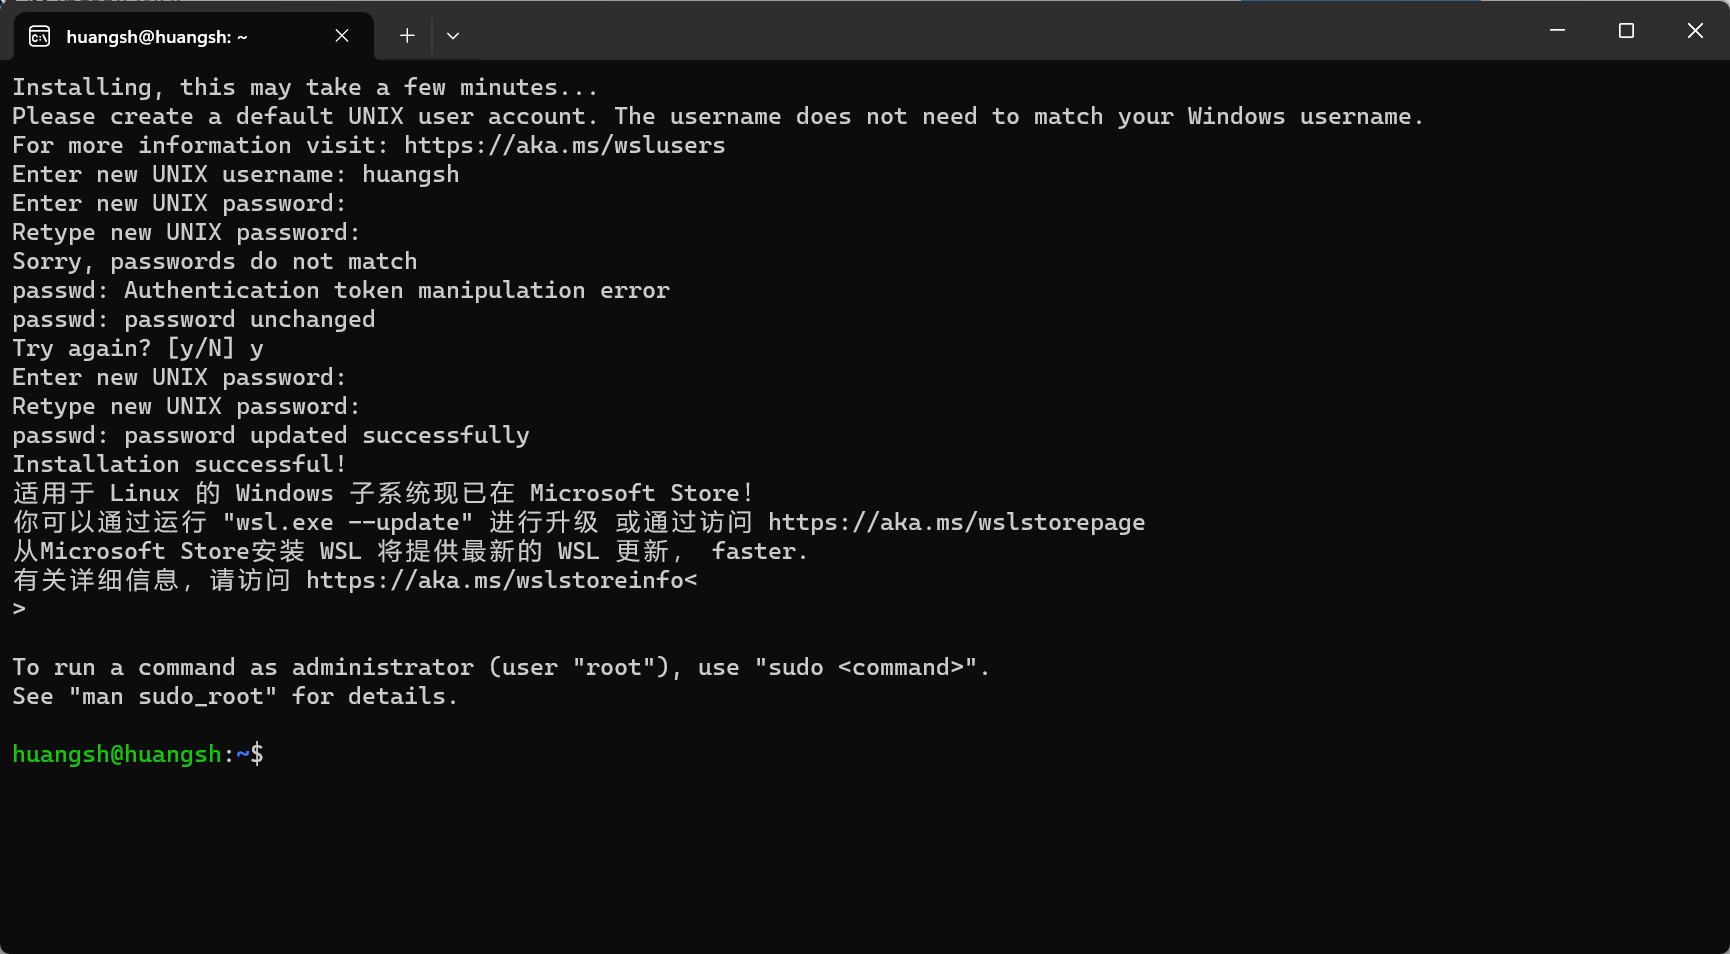 huangsh@huangsh: ~
Installing, this may take a few minutes...
Please create a default UNIX user account. The username does not need to match your Windows username.
For more information visit: https://aka.ms/wslusers
Enter new UNIX username: huangsh
Enter new UNIX password:
Retype new UNIX password:
Sorry, passwords do not match
passwd: Authentication token manipulation error
passwd: password unchanged
Try again? [y/N] y
Enter new UNIX password:
Retype new UNIX password:
passwd: password updated successfully
Installation successful!
适用于 Linux 的 Windows 子系统现已在 Microsoft Store!
你可以通过运行 "wsl.exe --update" 进行升级 或通过访问 https://aka.ms/wslstorepage
从Microsoft Store安装 WSL 将提供最新的 WSL 更新， faster.
有关详细信息，请访问 https://aka.ms/wslstoreinfo<
>
To run a command as administrator (user "root"), use "sudo <command>".
See "man sudo_root" for details.
huangsh@huangsh:~$